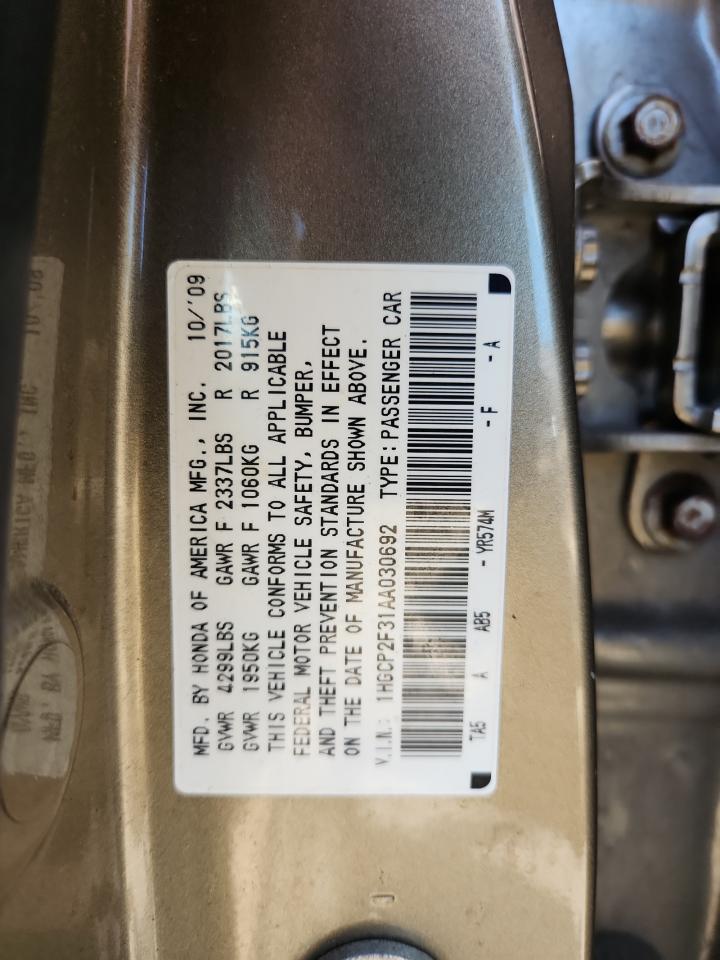 MFD. BY HONDA OF AMERICA MFG., INC. 10/'09
GVWR 4299LBS GAWR F 2337LBS R 2017LBS
GVWR 1950KG GAWR F 1060KG R 915KG
THIS VEHICLE CONFORMS TO ALL APPLICABLE
FEDERAL MOTOR VEHICLE SAFETY, BUMPER,
AND THEFT PREVENTION STANDARDS IN EFFECT
ON THE DATE OF MANUFACTURE SHOWN ABOVE.
V.I.N.: 1HGCP2F31AA030692 TYPE: PASSENGER CAR
TA5 A AB5 - YR574M - F - A